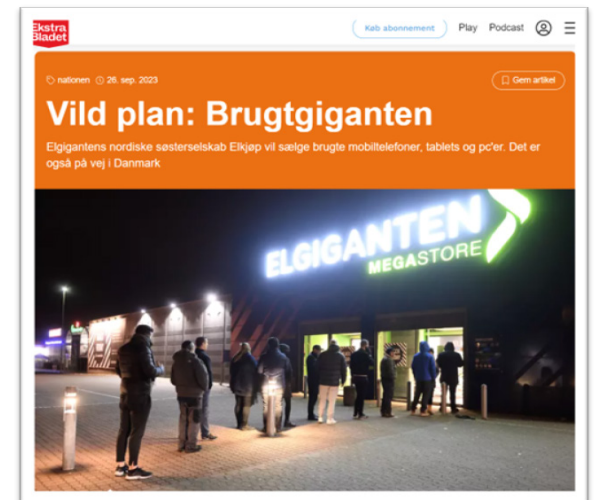 Ekstra
Bladet
Køb abonnement
Play
Podcast
nationen
26. sep. 2023
Gem artikel
Vild plan: Brugtgiganten
Elgigantens nordiske søsterselskab Elkjøp vil sælge brugte mobiltelefoner, tablets og pc'er. Det er
også på vej i Danmark
ELGIGANTEN
MEGASTORE